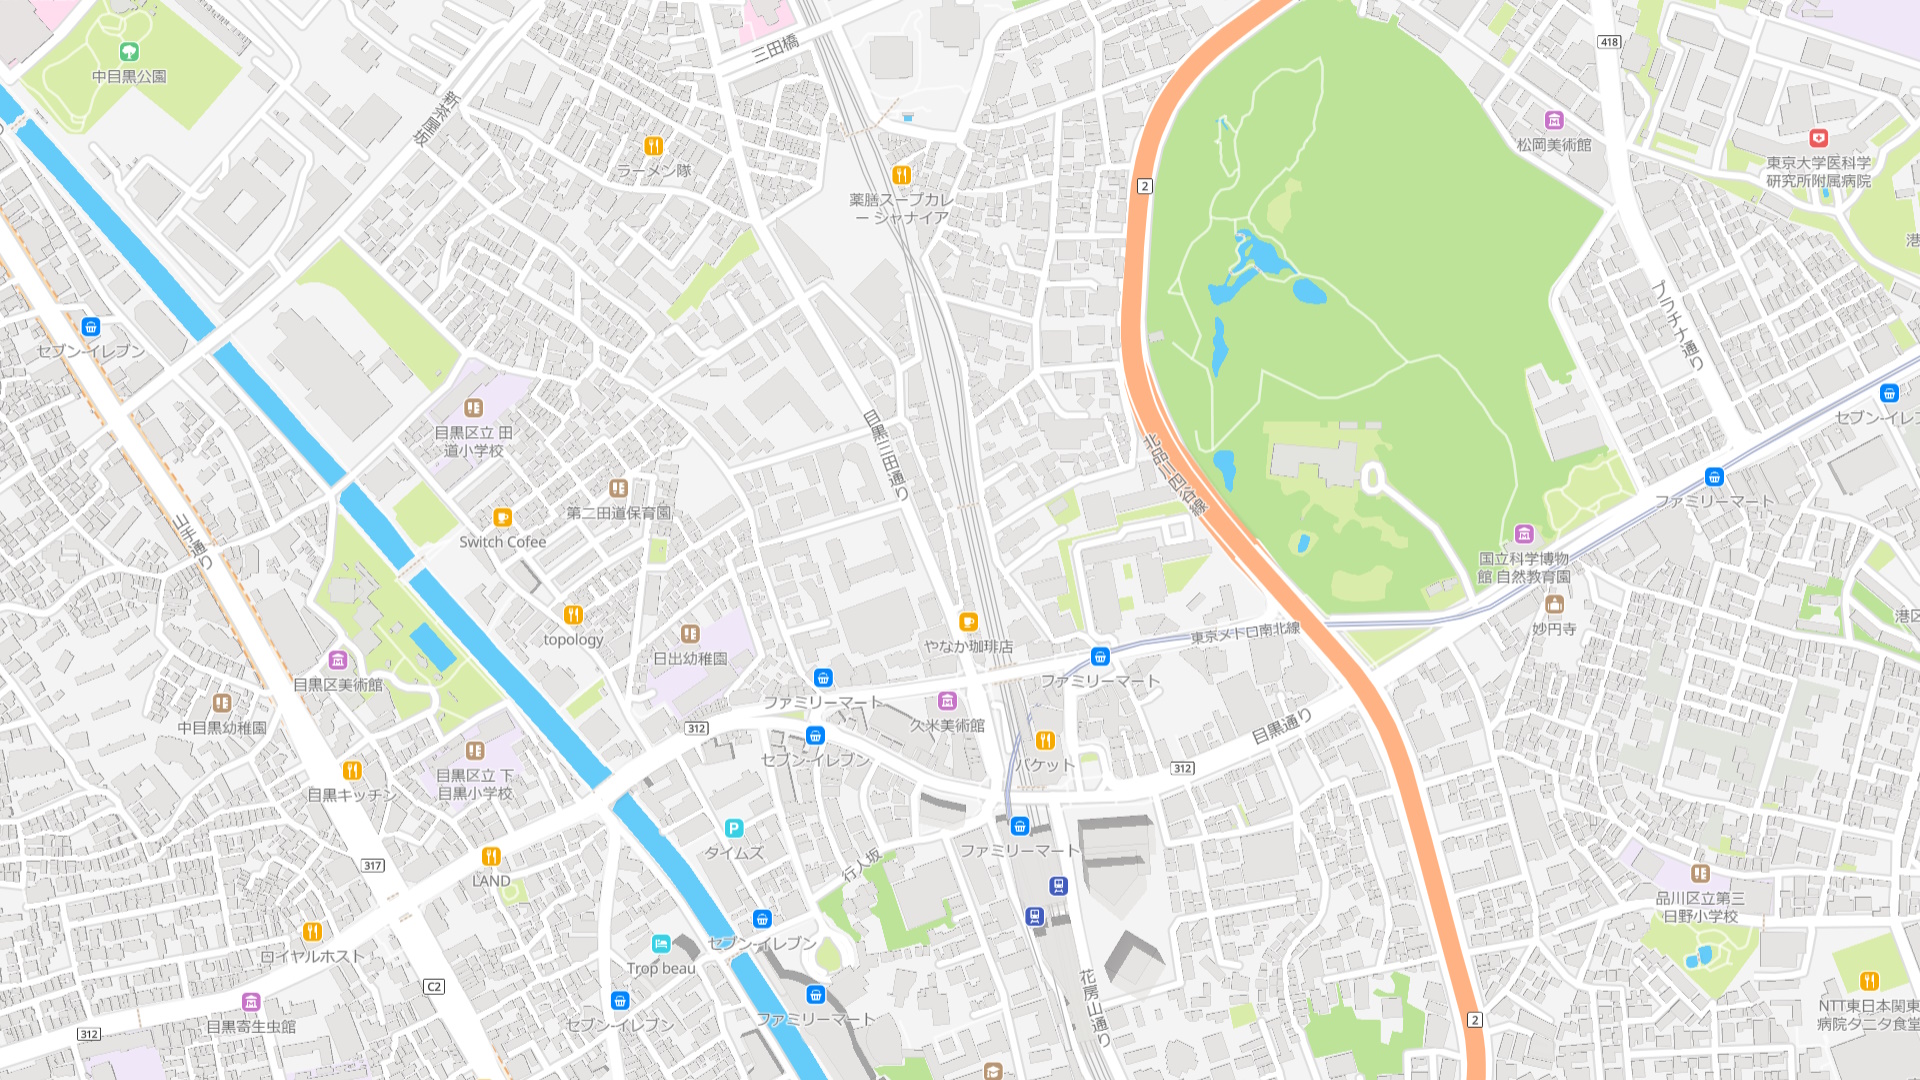 三田橋
418
中目黒公園
新茶屋坂
松岡美術館
ラーメン隊
東京大学医科学
研究所附属病院
2
薬膳スープカレ
ー シャナイア
港
プラチナ通り
セブン-イレブン
目黒区立 田
道小学校
目黒三田通り
北品川四谷線
セブン-イレブ
第二田道保育園
ファミリーマート
Switch Cofee
山手通り
国立科学博物
館 自然教育園
topology
妙円寺
港区
東京メトロ南北線
やなか珈琲店
日出幼稚園
目黒区美術館
ファミリーマート
ファミリーマート
中目黒幼稚園
312
久米美術館
目黒通り
セブン-イレブン
バケット
312
目黒区立 下
目黒小学校
目黒キッチン
タイムズ
ファミリーマート
行人坂
317
LAND
品川区立第三
日野小学校
セブン-イレブン
ロイヤルホスト
Trop beau
C2
花房山通り
NTT東日本関東
病院タニタ食堂
目黒寄生虫館
セブン-イレブン
ファミリーマート
2
312